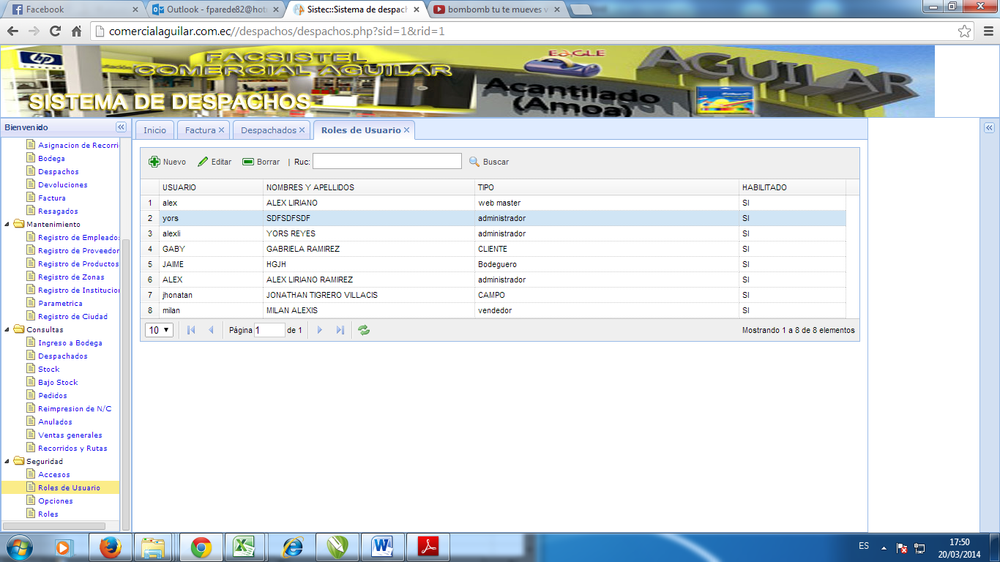 Facebook
Outlook - fparede82@hot
Sistec::Sistema de despach
bombomb tu te mueves v
comercialaguilar.com.ec//despachos/despachos.php?sid=1&rid=1
hp
FACSISTEL
COMERCIAL AGUILAR
SISTEMA DE DESPACHOS
EAGLE
AGUILAR
Acantilado
(Amoa)
Bienvenido
Inicio
Factura
Despachados
Roles de Usuario
Asignacion de Recorri
Bodega
Despachos
Devoluciones
Factura
Resagados
Mantenimiento
Registro de Empleados
Registro de Proveedor
Registro de Productos
Registro de Zonas
Registro de Institucion
Parametrica
Registro de Ciudad
Consultas
Ingreso a Bodega
Despachados
Stock
Bajo Stock
Pedidos
Reimpresion de N/C
Anulados
Ventas generales
Recorridos y Rutas
Seguridad
Accesos
Roles de Usuario
Opciones
Roles
Nuevo Editar Borrar | Ruc: Buscar
USUARIO NOMBRES Y APELLIDOS TIPO HABILITADO
1 alex ALEX LIRIANO web master SI
2 yors SDFSDFSDF administrador SI
3 alexli YORS REYES administrador SI
4 GABY GABRIELA RAMIREZ CLIENTE SI
5 JAIME HGJH Bodeguero SI
6 ALEX ALEX LIRIANO RAMIREZ administrador SI
7 jhonatan JONATHAN TIGRERO VILLACIS CAMPO SI
8 milan MILAN ALEXIS vendedor SI
10 Página 1 de 1 Mostrando 1 a 8 de 8 elementos
ES
17:50
20/03/2014